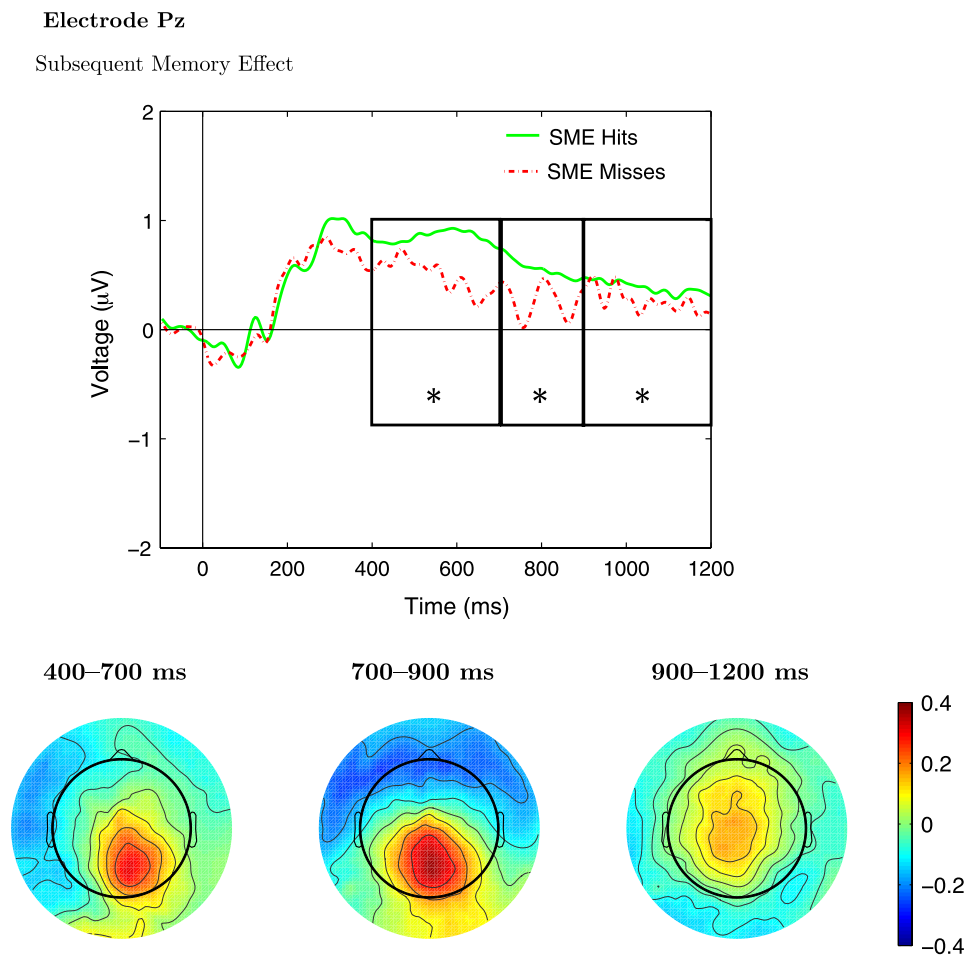 Electrode Pz
Subsequent Memory Effect
2
1
0
−1
−2
Voltage (µV)
SME Hits
SME Misses
* * *
0 200 400 600 800 1000 1200
Time (ms)
400–700 ms 700–900 ms 900–1200 ms
0.4
0.2
0
−0.2
−0.4